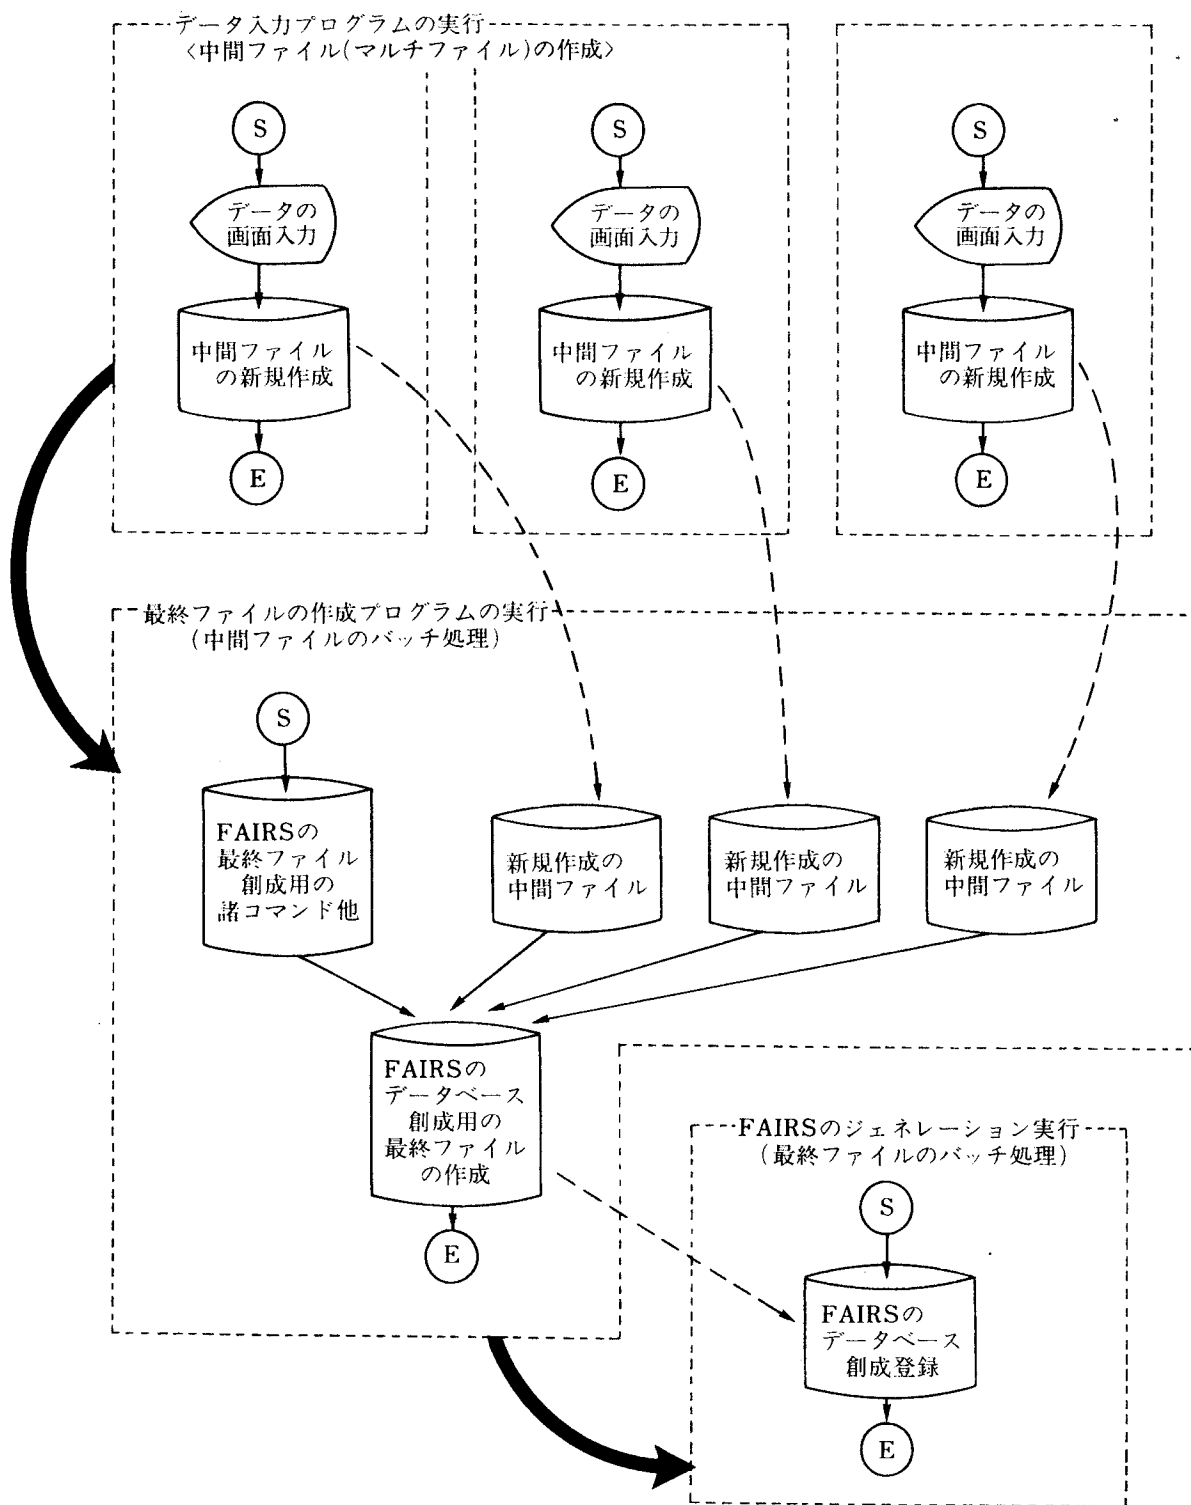 データ入力プログラムの実行
〈中間ファイル(マルチファイル)の作成〉
S
データの
画面入力
中間ファイル
の新規作成
E
S
データの
画面入力
中間ファイル
の新規作成
E
S
データの
画面入力
中間ファイル
の新規作成
E
最終ファイルの作成プログラムの実行
(中間ファイルのバッチ処理)
S
FAIRSの
最終ファイル
創成用の
諸コマンド他
新規作成の
中間ファイル
新規作成の
中間ファイル
新規作成の
中間ファイル
FAIRSの
データベース
創成用の
最終ファイル
の作成
E
FAIRSのジェネレーション実行
(最終ファイルのバッチ処理)
S
FAIRSの
データベース
創成登録
E